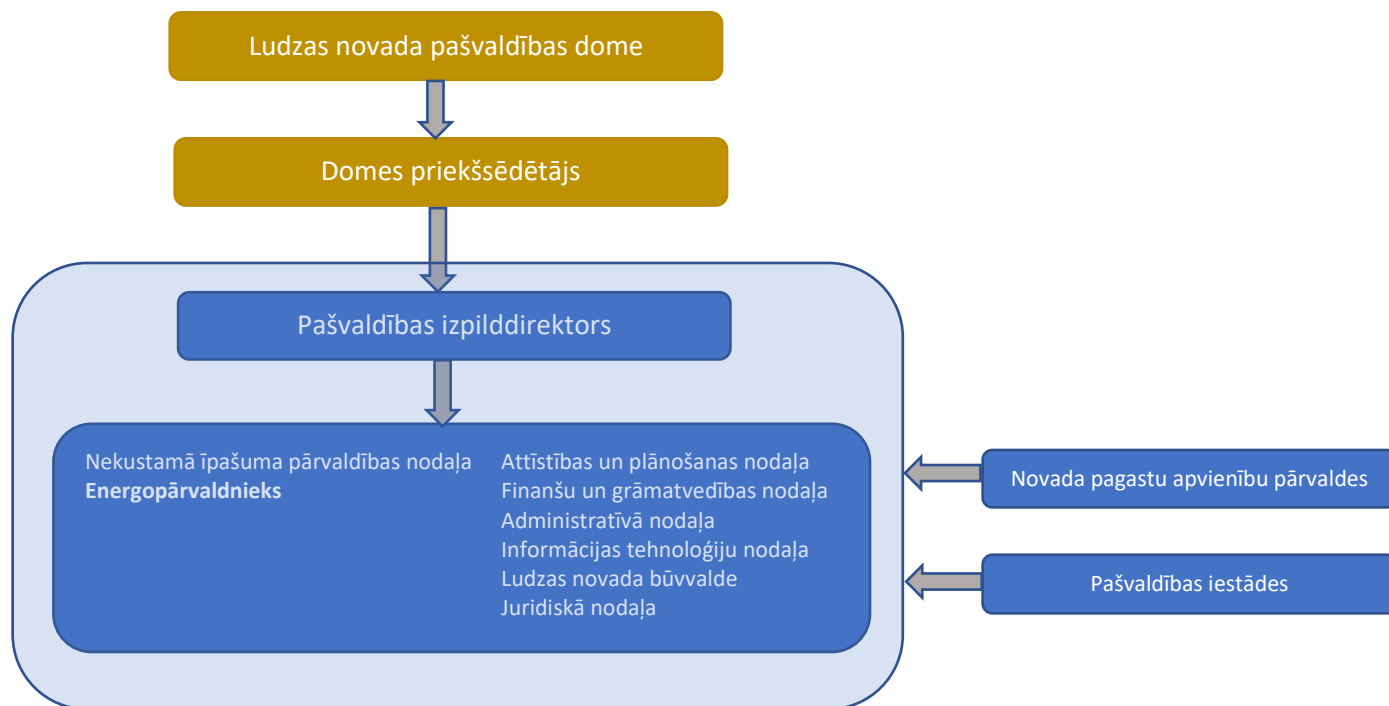 Ludzas novada pašvaldības dome
Domes priekšsēdētājs
Pašvaldības izpilddirektors
Nekustamā īpašuma pārvaldības nodaļa
Energopārvaldnieks
Attīstības un plānošanas nodaļa
Finanšu un grāmatvedības nodaļa
Administratīvā nodaļa
Informācijas tehnoloģiju nodaļa
Ludzas novada būvvalde
Juridiskā nodaļa
Novada pagastu apvienību pārvaldes
Pašvaldības iestādes